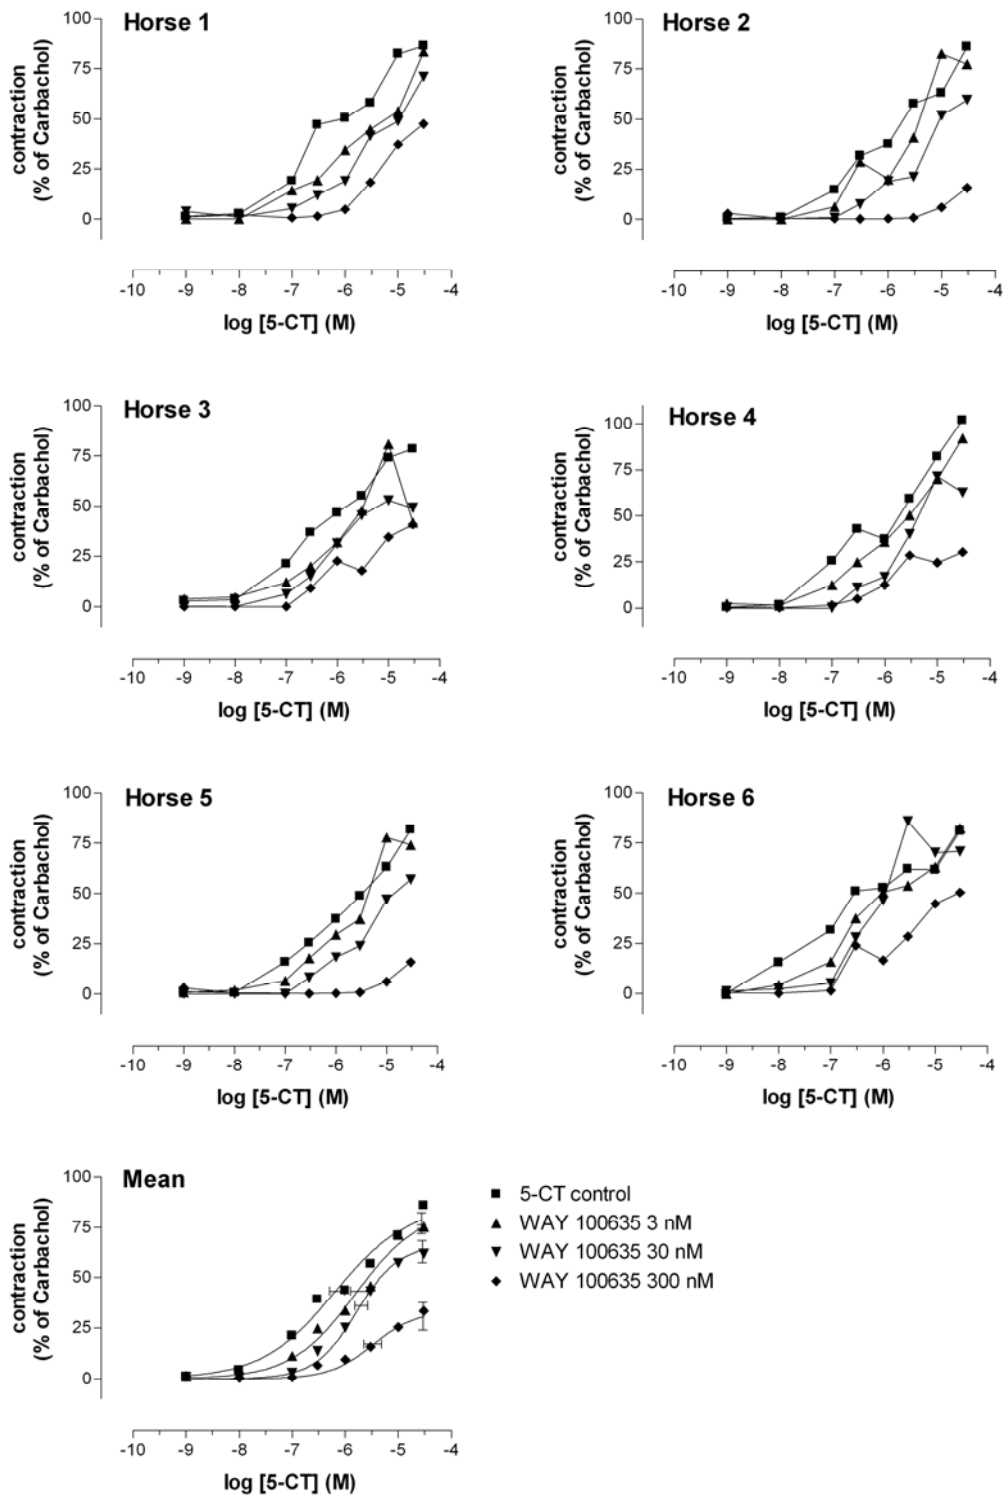 Horse 1
contraction
(% of Carbachol)
100
75
50
25
0
-10 -9 -8 -7 -6 -5 -4
log [5-CT] (M)
Horse 2
contraction
(% of Carbachol)
100
75
50
25
0
-10 -9 -8 -7 -6 -5 -4
log [5-CT] (M)
Horse 3
contraction
(% of Carbachol)
100
75
50
25
0
-10 -9 -8 -7 -6 -5 -4
log [5-CT] (M)
Horse 4
contraction
(% of Carbachol)
100
75
50
25
0
-10 -9 -8 -7 -6 -5 -4
log [5-CT] (M)
Horse 5
contraction
(% of Carbachol)
100
75
50
25
0
-10 -9 -8 -7 -6 -5 -4
log [5-CT] (M)
Horse 6
contraction
(% of Carbachol)
100
75
50
25
0
-10 -9 -8 -7 -6 -5 -4
log [5-CT] (M)
Mean
contraction
(% of Carbachol)
100
75
50
25
0
-10 -9 -8 -7 -6 -5 -4
log [5-CT] (M)
5-CT control
WAY 100635 3 nM
WAY 100635 30 nM
WAY 100635 300 nM